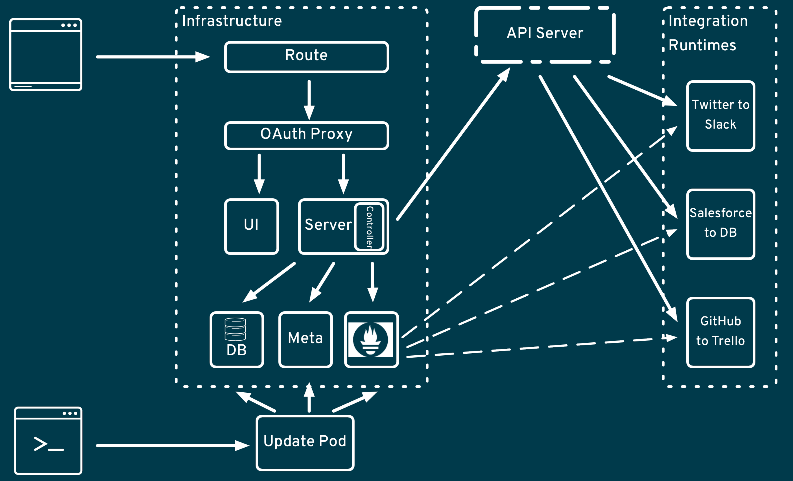 Infrastructure
Route
OAuth Proxy
UI
Server
Controller
DB
Meta
Update Pod
>_
API Server
Integration
Runtimes
Twitter to
Slack
Salesforce
to DB
GitHub
to Trello